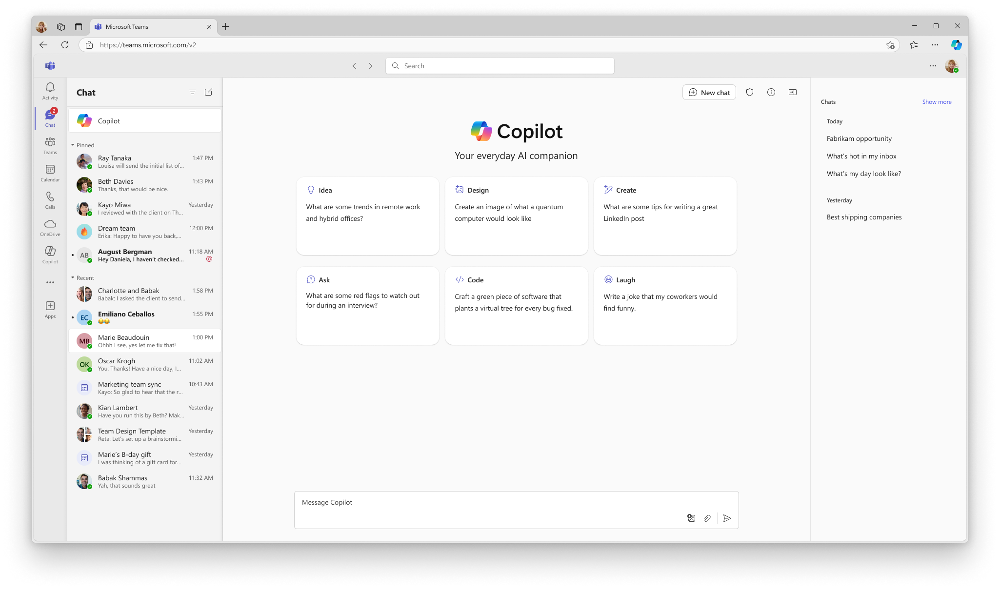 Microsoft Teams
https://teams.microsoft.com/v2
Search
Activity
2
Chat
Teams
Calendar
Calls
OneDrive
Copilot
Apps
Chat
Copilot
Pinned
Ray Tanaka 1:47 PM
Louisa will send the initial list of...
Beth Davies 1:43 PM
Thanks, that would be nice.
Kayo Miwa Yesterday
I reviewed with the client on Th...
Dream team 12:00 PM
Erika: Happy to have you back,...
AB
August Bergman 11:18 AM
Hey Daniela, I haven't checked... @
Recent
Charlotte and Babak 1:58 PM
Babak: I asked the client to send...
EC
Emiliano Ceballos 1:55 PM
😂😂
MB
Marie Beaudouin 1:00 PM
Ohhh I see, yes let me fix that!
OK
Oscar Krogh 11:02 AM
You: Thanks! Have a nice day, I...
Marketing team sync 10:43 AM
Kayo: So glad to hear that the r...
Kian Lambert Yesterday
Have you run this by Beth? Mak...
Team Design Template Yesterday
Reta: Let's set up a brainstormi...
Marie's B-day gift Yesterday
I was thinking of a gift card for...
Babak Shammas 11:32 AM
Yah, that sounds great
New chat
Copilot
Your everyday AI companion
Idea
What are some trends in remote work
and hybrid offices?
Design
Create an image of what a quantum
computer would look like
Create
What are some tips for writing a great
LinkedIn post
Ask
What are some red flags to watch out
for during an interview?
Code
Craft a green piece of software that
plants a virtual tree for every bug fixed.
Laugh
Write a joke that my coworkers would
find funny.
Message Copilot
Chats Show more
Today
Fabrikam opportunity
What's hot in my inbox
What's my day look like?
Yesterday
Best shipping companies